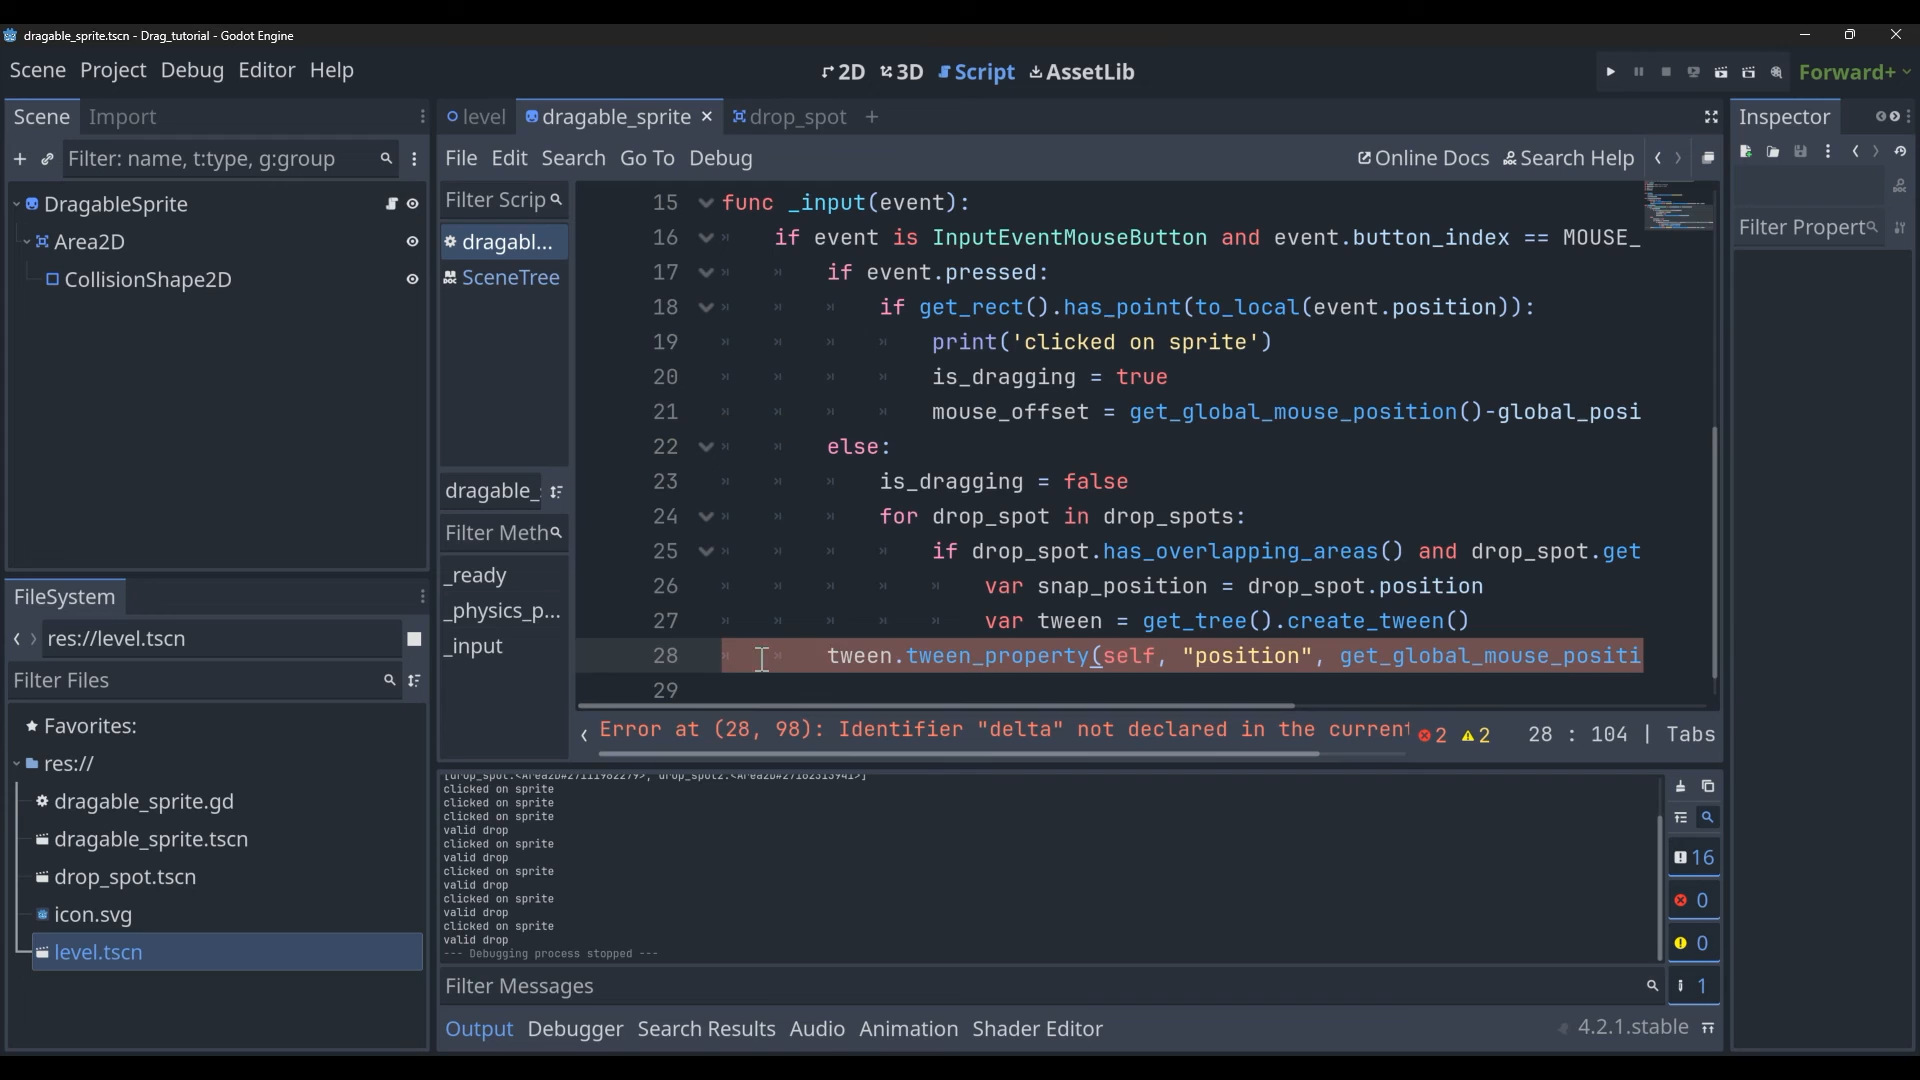 dragable_sprite.tscn - Drag_tutorial - Godot Engine
Scene Project Debug Editor Help
2D 3D Script AssetLib
Forward+
Scene Import
Filter: name, t:type, g:group
DragableSprite
Area2D
CollisionShape2D
FileSystem
res://level.tscn
Filter Files
Favorites:
res://
dragable_sprite.gd
dragable_sprite.tscn
drop_spot.tscn
icon.svg
level.tscn
level dragable_sprite drop_spot
File Edit Search Go To Debug
Online Docs Search Help
Filter Scrip
dragabl...
SceneTree
dragable_
Filter Meth
_ready
_physics_p...
_input
15 func _input(event):
16 if event is InputEventMouseButton and event.button_index == MOUSE_
17 if event.pressed:
18 if get_rect().has_point(to_local(event.position)):
19 print('clicked on sprite')
20 is_dragging = true
21 mouse_offset = get_global_mouse_position()-global_posi
22 else:
23 is_dragging = false
24 for drop_spot in drop_spots:
25 if drop_spot.has_overlapping_areas() and drop_spot.get
26 var snap_position = drop_spot.position
27 var tween = get_tree().create_tween()
28 tween.tween_property(self, "position", get_global_mouse_positi
29
Error at (28, 98): Identifier "delta" not declared in the current
2 2 28 : 104 | Tabs
clicked on sprite
clicked on sprite
clicked on sprite
valid drop
clicked on sprite
valid drop
clicked on sprite
valid drop
clicked on sprite
valid drop
clicked on sprite
valid drop
--- Debugging process stopped ---
16
0
0
1
Filter Messages
Output Debugger Search Results Audio Animation Shader Editor
4.2.1.stable
Inspector
Filter Propert